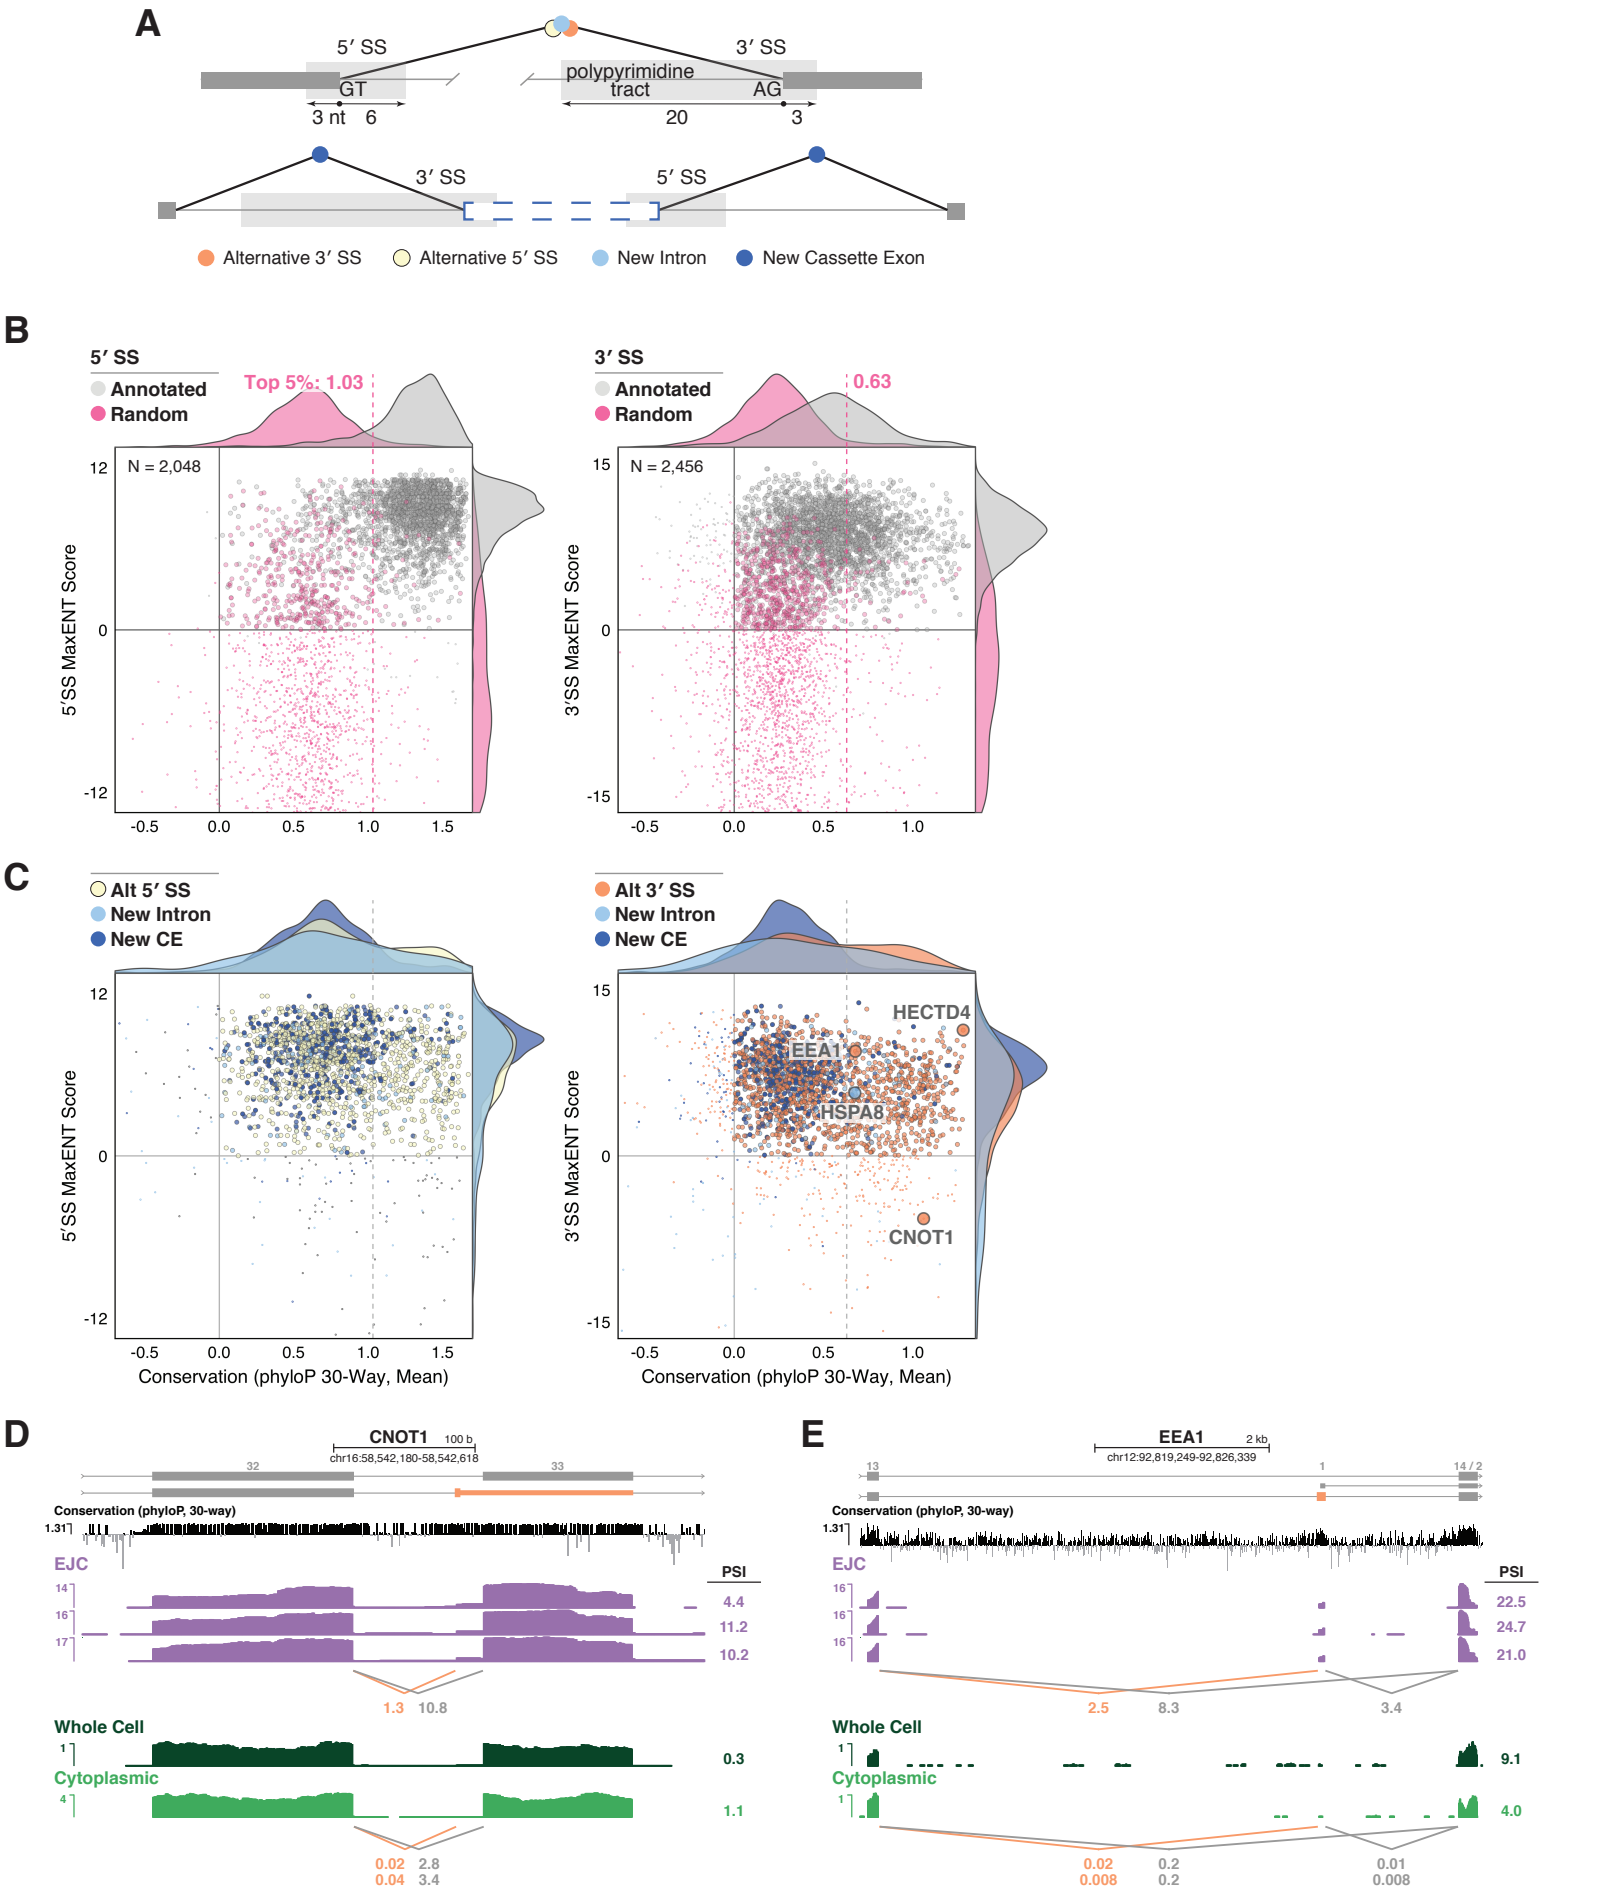 A
5′ SS
3′ SS
polypyrimidine
tract
GT
AG
3 nt 6
20
3
3′ SS
5′ SS
Alternative 3′ SS
Alternative 5′ SS
New Intron
New Cassette Exon
B
5′ SS
Annotated
Random
Top 5%: 1.03
N = 2,048
12
0
-12
5′SS MaxENT Score
-0.5 0.0 0.5 1.0 1.5
3′ SS
Annotated
Random
0.63
N = 2,456
15
0
-15
3′SS MaxENT Score
-0.5 0.0 0.5 1.0
C
Alt 5′ SS
New Intron
New CE
12
0
-12
5′SS MaxENT Score
-0.5 0.0 0.5 1.0 1.5
Conservation (phyloP 30-Way, Mean)
Alt 3′ SS
New Intron
New CE
HECTD4
EEA1
HSPA8
CNOT1
15
0
-15
3′SS MaxENT Score
-0.5 0.0 0.5 1.0
Conservation (phyloP 30-Way, Mean)
D
CNOT1 100 b
chr16:58,542,180-58,542,618
32 33
Conservation (phyloP, 30-way)
1.31
EJC
PSI
14 4.4
16 11.2
17 10.2
1.3 10.8
Whole Cell
1 0.3
Cytoplasmic
4 1.1
0.02 2.8
0.04 3.4
E
EEA1 2 kb
chr12:92,819,249-92,826,339
13 1 14 / 2
Conservation (phyloP, 30-way)
1.31
EJC
PSI
16 22.5
16 24.7
16 21.0
2.5 8.3 3.4
Whole Cell
1 9.1
Cytoplasmic
1 4.0
0.02 0.2 0.01
0.008 0.2 0.008